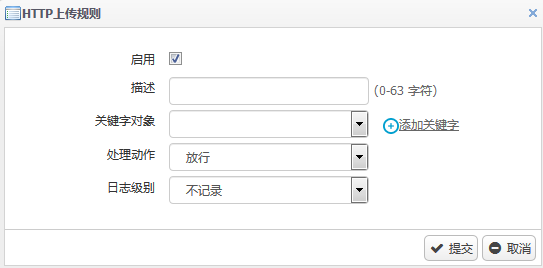 HTTP上传规则
启用
描述 (0-63 字符)
关键字对象 添加关键字
处理动作 放行
日志级别 不记录
提交 取消